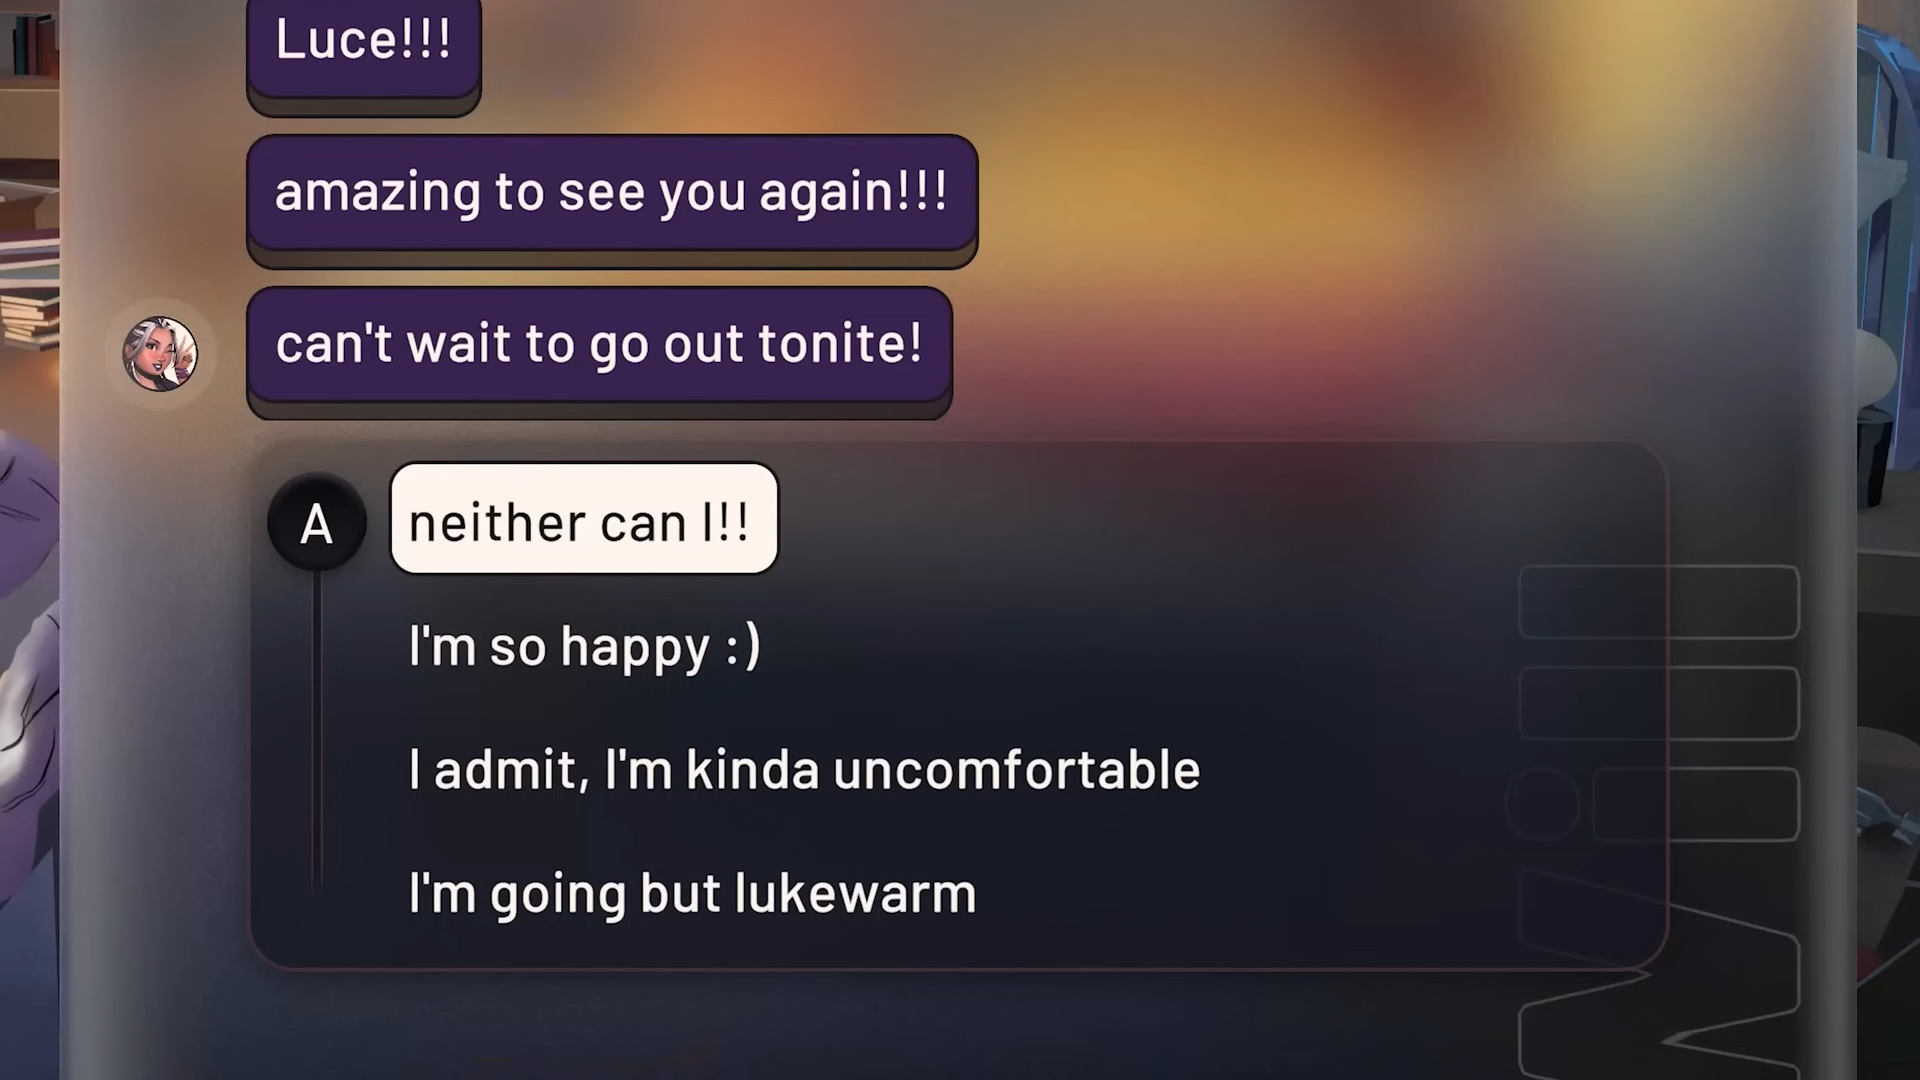 Luce!!!
amazing to see you again!!!
can't wait to go out tonite!
A
neither can I!!
I'm so happy :)
I admit, I'm kinda uncomfortable
I'm going but lukewarm